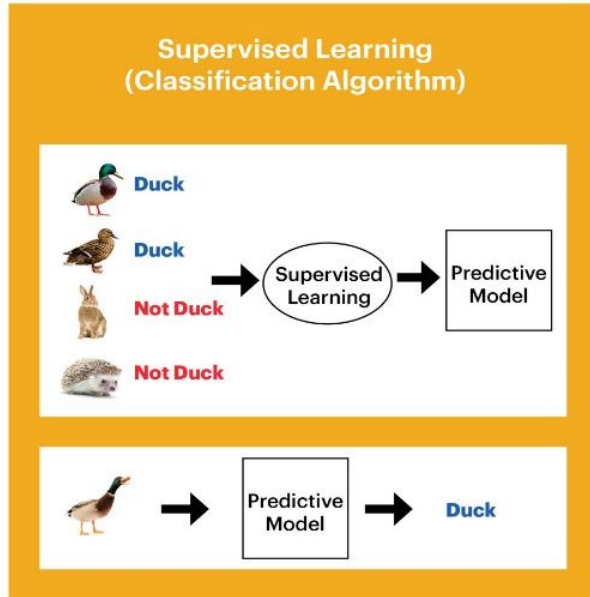 Supervised Learning
(Classification Algorithm)
Duck
Duck
Not Duck
Not Duck
Supervised
Learning
Predictive
Model
Predictive
Model
Duck